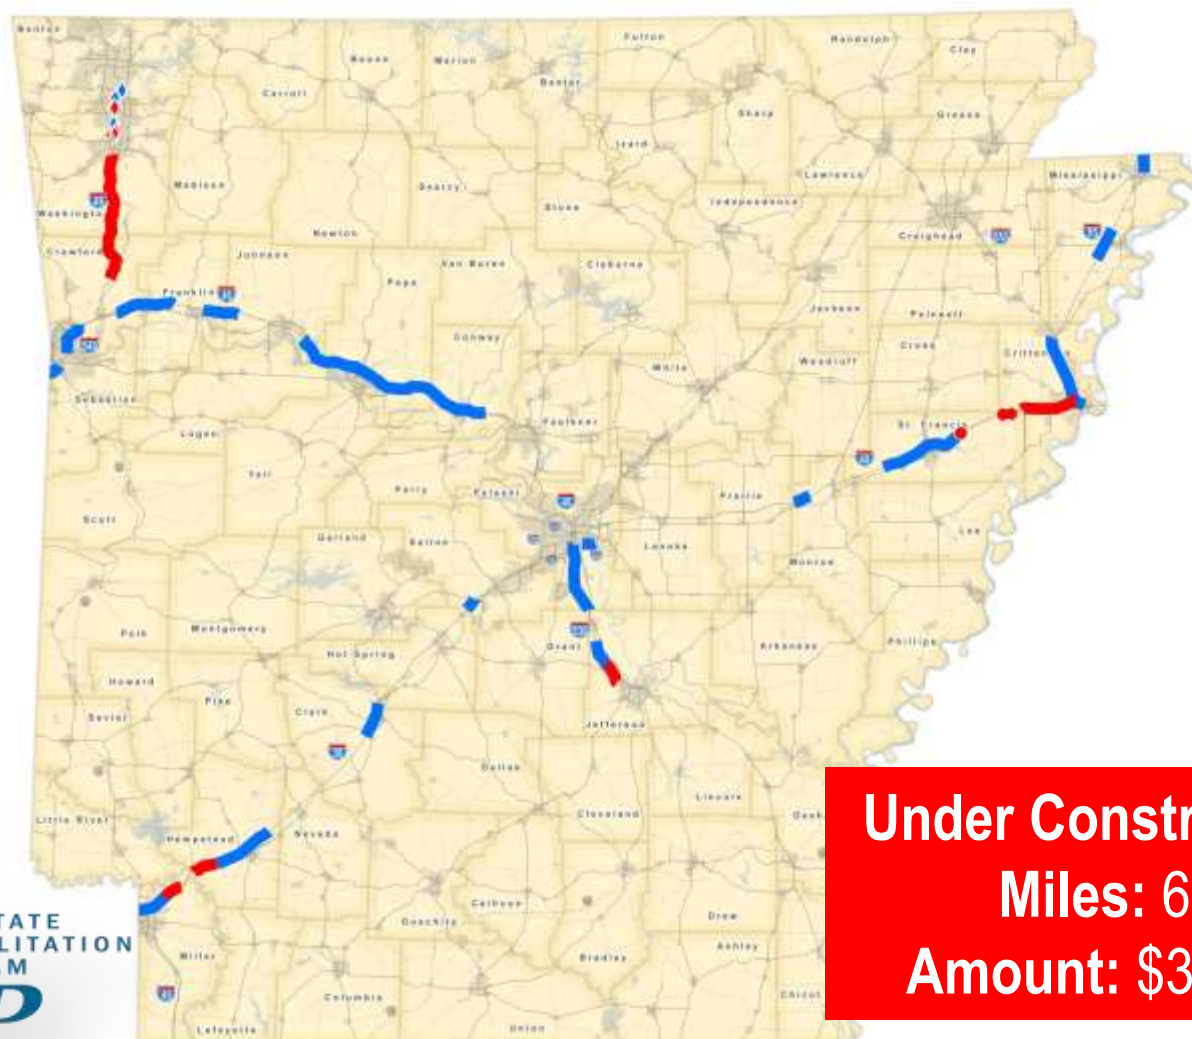 Benton
Carroll
Boone
Marion
Baxter
Fulton
Randolph
Clay
Sharp
Greene
Izard
Lawrence
Mississippi
Madison
Searcy
Stone
Independence
Craighead
Newton
Crawford
Johnson
Van Buren
Cleburne
Franklin
Pope
Jackson
Poinsett
Conway
Cross
White
Woodruff
Sebastian
Logan
Faulkner
St. Francis
Yell
Perry
Pulaski
Prairie
Scott
Garland
Saline
Lonoke
Lee
Monroe
Polk
Montgomery
Hot Spring
Grant
Arkansas
Phillips
Howard
Pike
Sevier
Clark
Jefferson
Dallas
Lincoln
Little River
Hempstead
Nevada
Cleveland
Under Constr
Miles: 6
Amount: $3
Calhoun
Ouachita
Drew
Ashley
Bradley
Miller
Chicot
Columbia
Lafayette
Union
TATE
LITATION
M